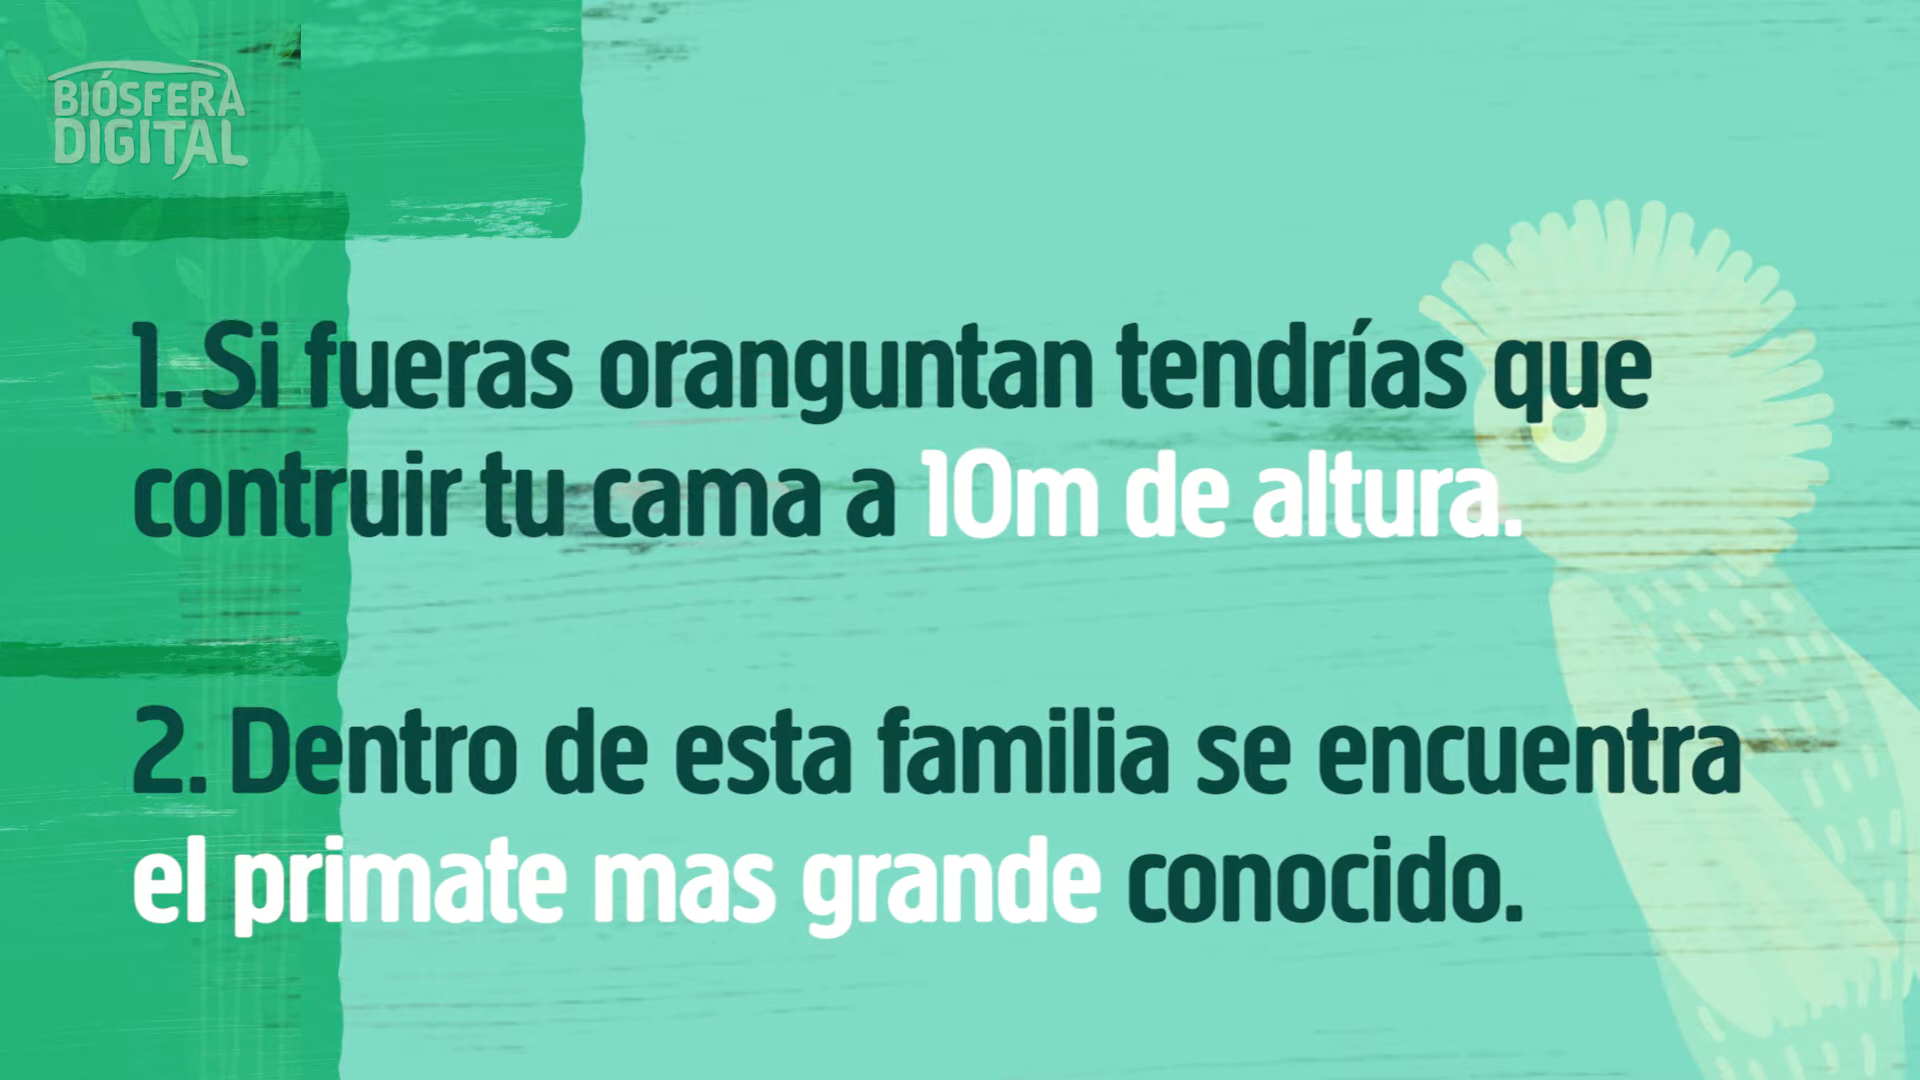 BIÓSFERA
DIGITAL
1. Si fueras oranguntan tendrías que
contruir tu cama a 10m de altura.
2. Dentro de esta familia se encuentra
el primate mas grande conocido.